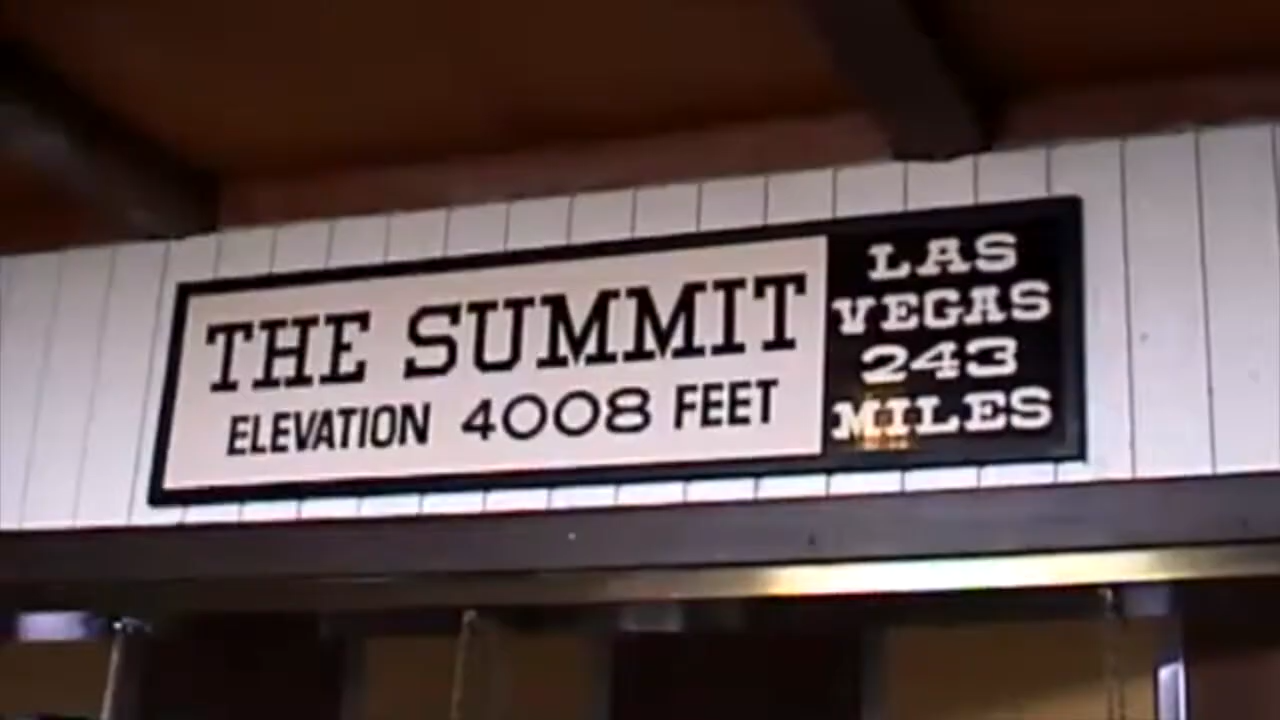 THE SUMMIT
ELEVATION 4008 FEET
LAS
VEGAS
243
MILES